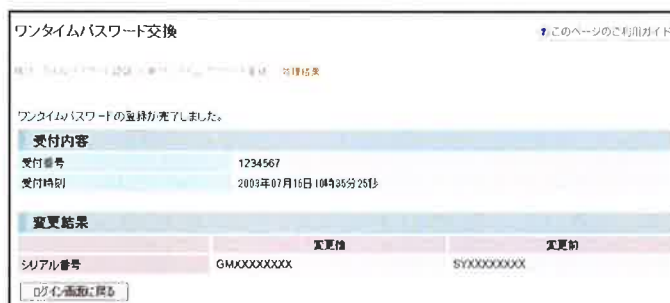 ワンタイムパスワード交換
? このページのご利用ガイド
処理結果
ワンタイムパスワードの登録が完了しました。
受付内容
受付番号 1234567
受付時刻 2009年07月16日 10時35分25秒
変更結果
変更後 変更前
シリアル番号 GMXXXXXXXX SYXXXXXXXX
ログイン画面に戻る